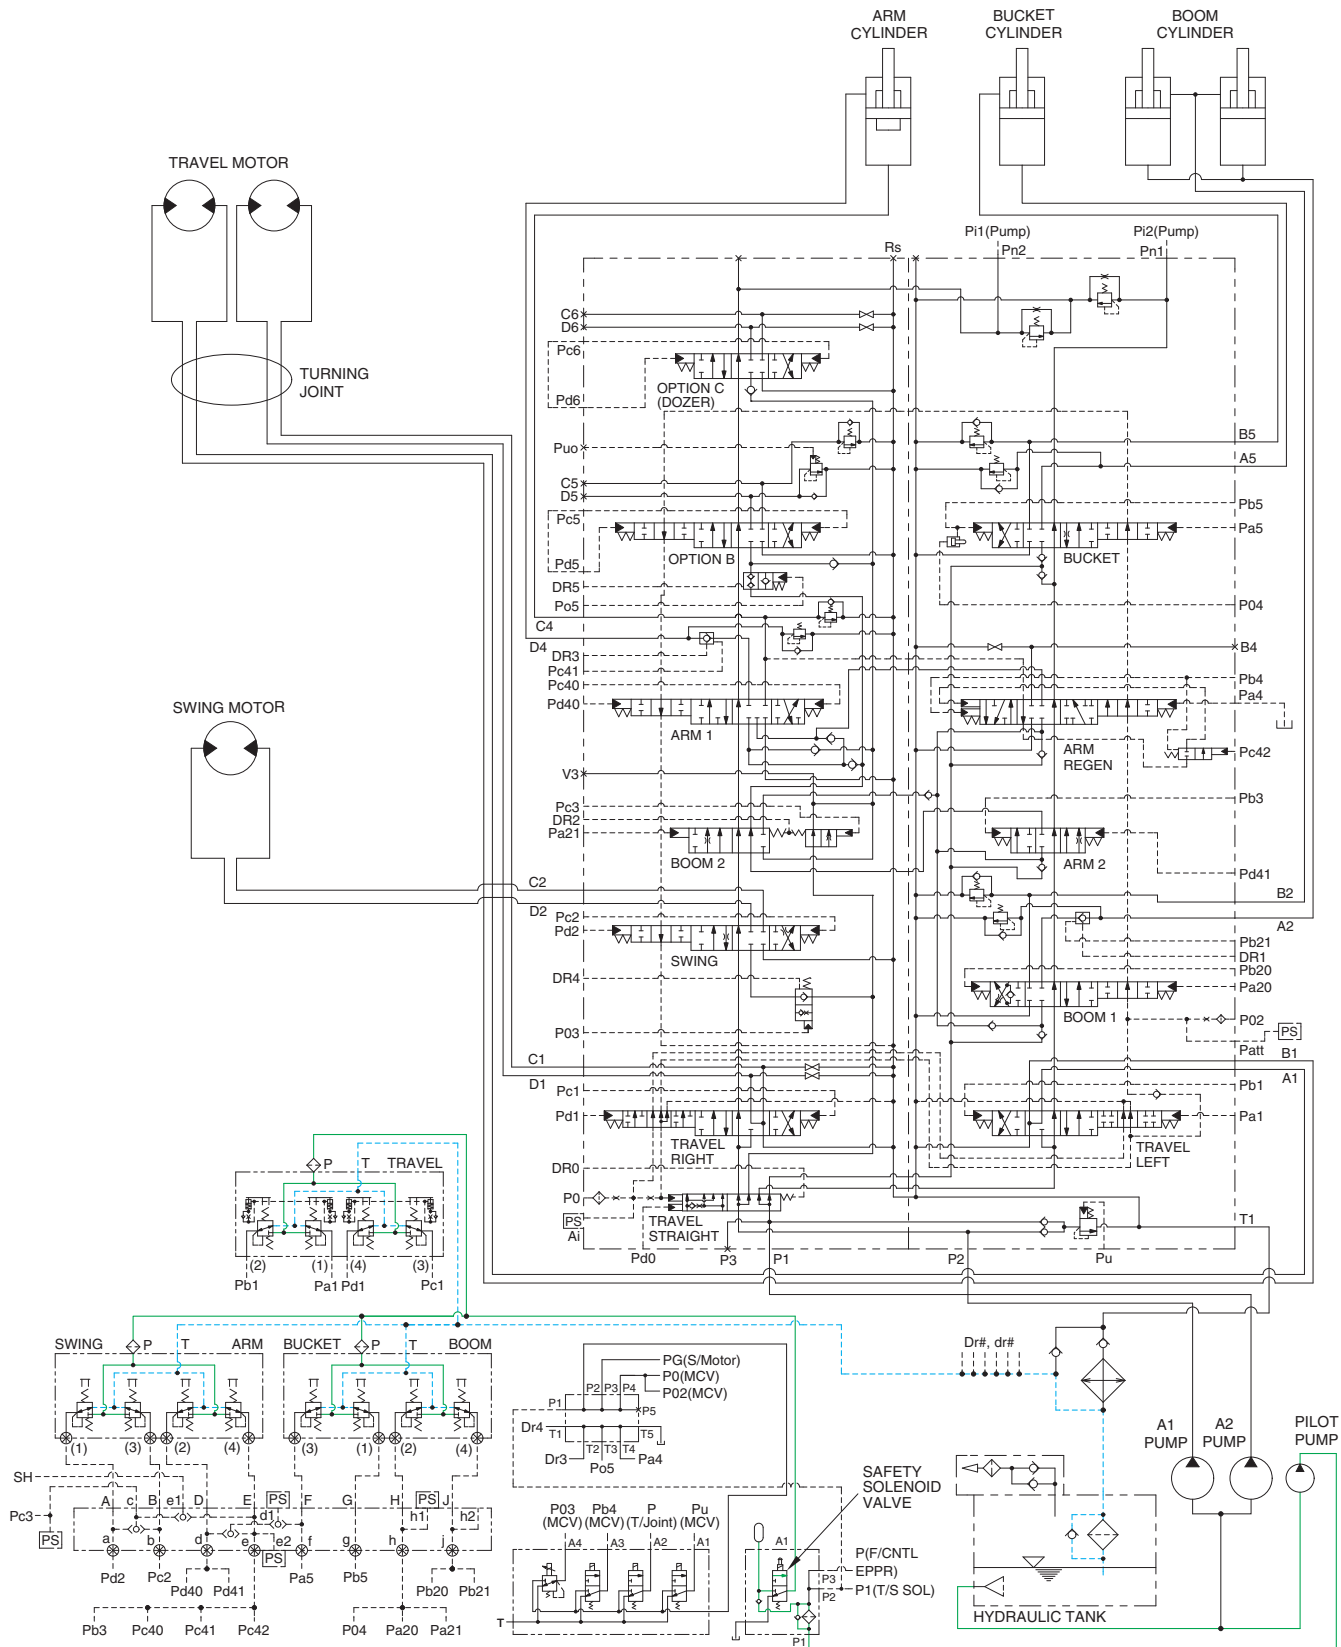 ARM
CYLINDER
BUCKET
CYLINDER
BOOM
CYLINDER
TRAVEL MOTOR
TURNING
JOINT
SWING MOTOR
Rs
Pi1(Pump)
Pn2
Pi2(Pump)
Pn1
C6
D6
Pc6
Pd6
OPTION C
(DOZER)
Puo
C5
D5
Pc5
Pd5
OPTION B
DR5
Po5
C4
D4
DR3
Pc41
Pc40
Pd40
ARM 1
V3
Pc3
DR2
Pa21
BOOM 2
C2
D2
Pc2
Pd2
SWING
DR4
P03
C1
D1
Pc1
Pd1
TRAVEL
RIGHT
DR0
P0
PS
Ai
TRAVEL
STRAIGHT
Pd0
P3
P1
P2
Pu
T1
B5
A5
Pb5
Pa5
BUCKET
P04
B4
Pb4
Pa4
ARM
REGEN
Pc42
Pb3
ARM 2
Pd41
B2
A2
Pb21
DR1
Pb20
Pa20
BOOM 1
P02
PS
Patt
B1
A1
Pb1
Pa1
TRAVEL
LEFT
P
T
TRAVEL
(2)
(1)
(4)
(3)
Pb1
Pa1
Pd1
Pc1
SWING
P
T
ARM
BUCKET
P
T
BOOM
(1)
(3)
(2)
(4)
(3)
(1)
(2)
(4)
SH
Pc3
PS
A
c
B
e1
D
E
d1
PS
F
G
H
PS
h1
J
h2
a
b
d
e
e2
PS
f
g
h
j
Pd2
Pc2
Pd40
Pd41
Pa5
Pb5
Pb20
Pb21
Pb3
Pc40
Pc41
Pc42
P04
Pa20
Pa21
PG(S/Motor)
P0(MCV)
P02(MCV)
P1
P2
P3
P4
P5
Dr4
T1
T5
T2
T3
T4
Dr3
Po5
Pa4
P03
(MCV)
Pb4
(MCV)
P
(T/Joint)
Pu
(MCV)
A4
A3
A2
A1
T
SAFETY
SOLENOID
VALVE
A1
P(F/CNTL
EPPR)
P3
P2
P1(T/S SOL)
P1
Dr#, dr#
HYDRAULIC TANK
A1
PUMP
A2
PUMP
PILOT
PUMP